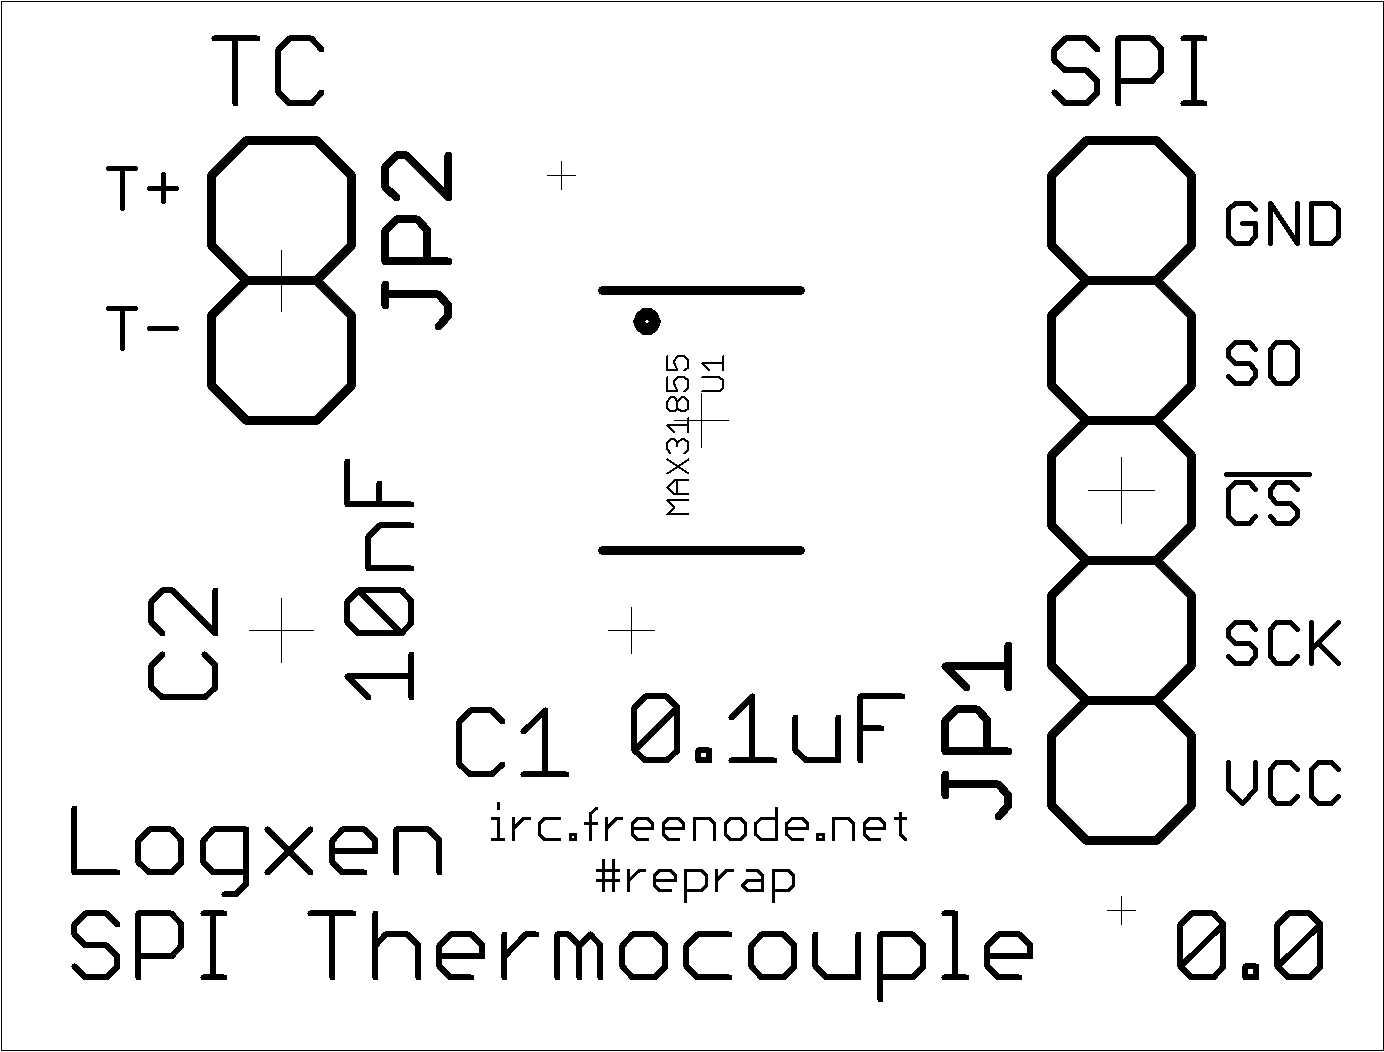 TC
SPI
T+
T-
JP2
GND
SO
CS
SCK
VCC
MAX31855
U1
C2
10nF
C1
0.1uF
JP1
Logxen
irc.freenode.net
#reprap
SPI Thermocouple 0.0